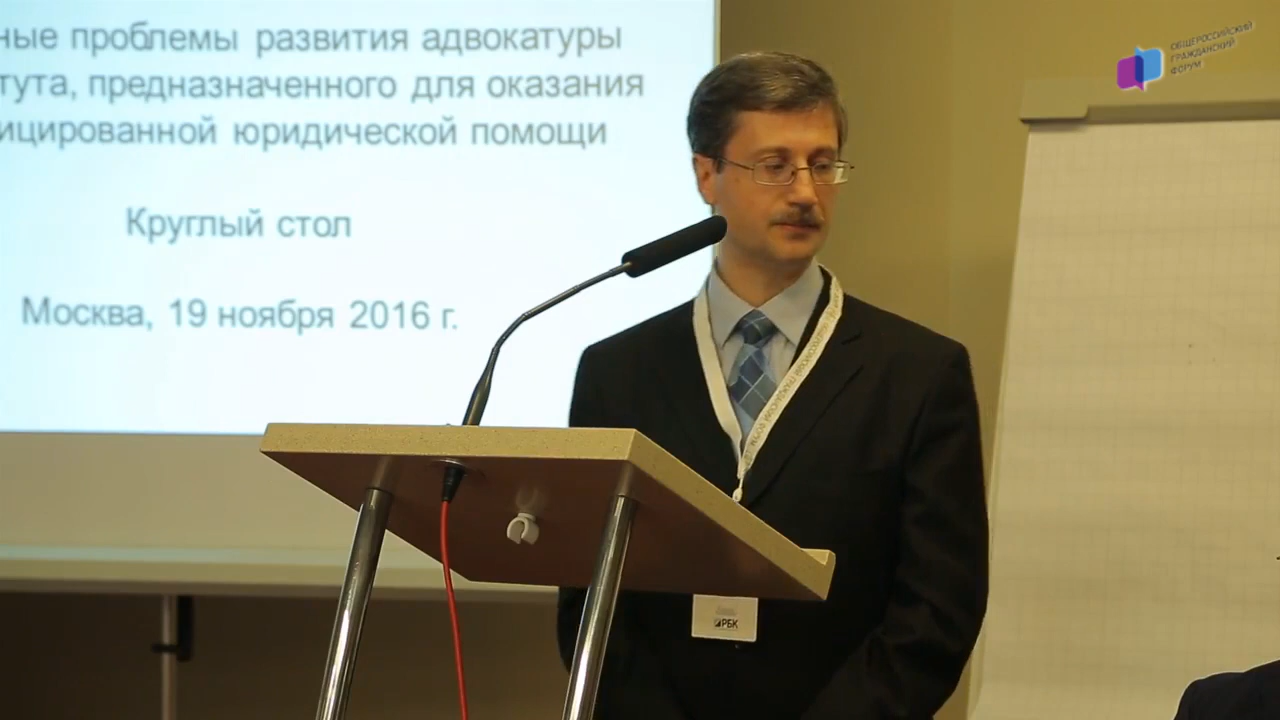 ные проблемы развития адвокатуры
тута, предназначенного для оказания
ицированной юридической помощи
Круглый стол
Москва, 19 ноября 2016 г.
ОБЩЕРОССИЙСКИЙ
ГРАЖДАНСКИЙ
ФОРУМ
РБК